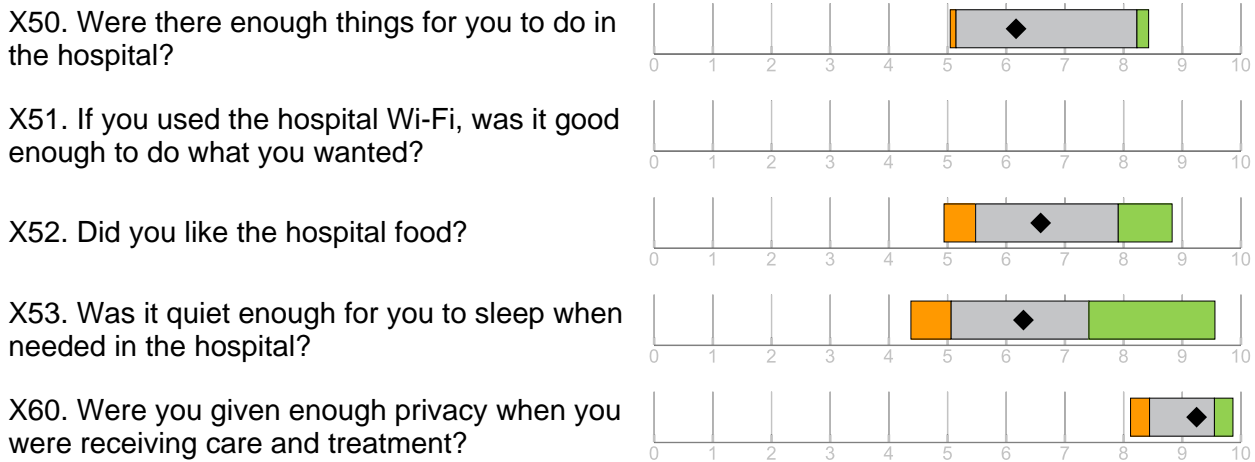 X50. Were there enough things for you to do in
the hospital?
0 1 2 3 4 5 6 7 8 9 10
X51. If you used the hospital Wi-Fi, was it good
enough to do what you wanted?
0 1 2 3 4 5 6 7 8 9 10
X52. Did you like the hospital food?
0 1 2 3 4 5 6 7 8 9 10
X53. Was it quiet enough for you to sleep when
needed in the hospital?
0 1 2 3 4 5 6 7 8 9 10
X60. Were you given enough privacy when you
were receiving care and treatment?
0 1 2 3 4 5 6 7 8 9 10